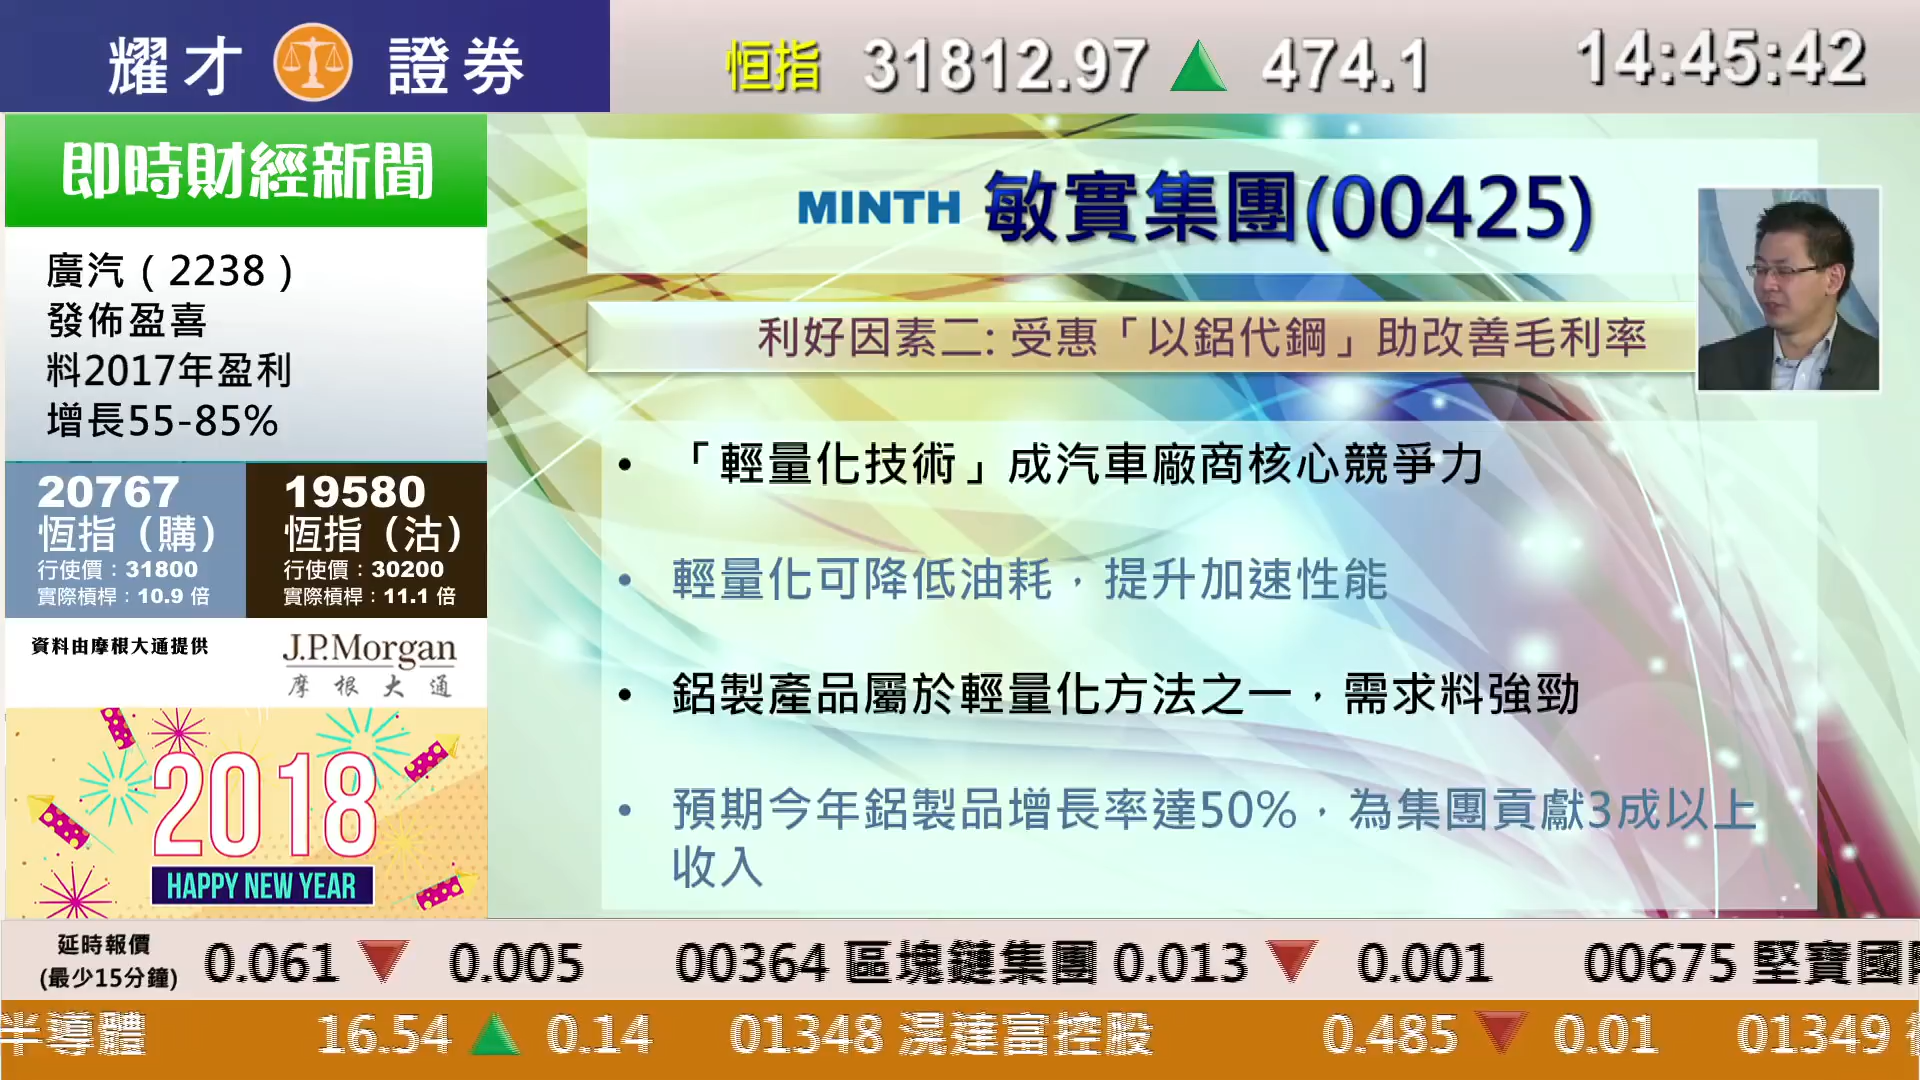 耀才證券
恒指 31812.97 ▲ 474.1 14:45:42
即時財經新聞
廣汽（2238）
發佈盈喜
料2017年盈利
增長55-85%
20767
恆指（購）
行使價：31800
實際槓桿：10.9 倍
19580
恆指（沽）
行使價：30200
實際槓桿：11.1 倍
資料由摩根大通提供
J.P.Morgan
摩根大通
2018
HAPPY NEW YEAR
MINTH 敏實集團(00425)
利好因素二: 受惠「以鋁代鋼」助改善毛利率
• 「輕量化技術」成汽車廠商核心競爭力
• 輕量化可降低油耗，提升加速性能
• 鋁製產品屬於輕量化方法之一，需求料強勁
• 預期今年鋁製品增長率達50%，為集團貢獻3成以上
收入
延時報價
(最少15分鐘)
0.061 ▼ 0.005 00364 區塊鏈集團 0.013 ▼ 0.001 00675 堅寶國
半導體 16.54 ▲ 0.14 01348 滉達富控股 0.485 ▼ 0.01 01349